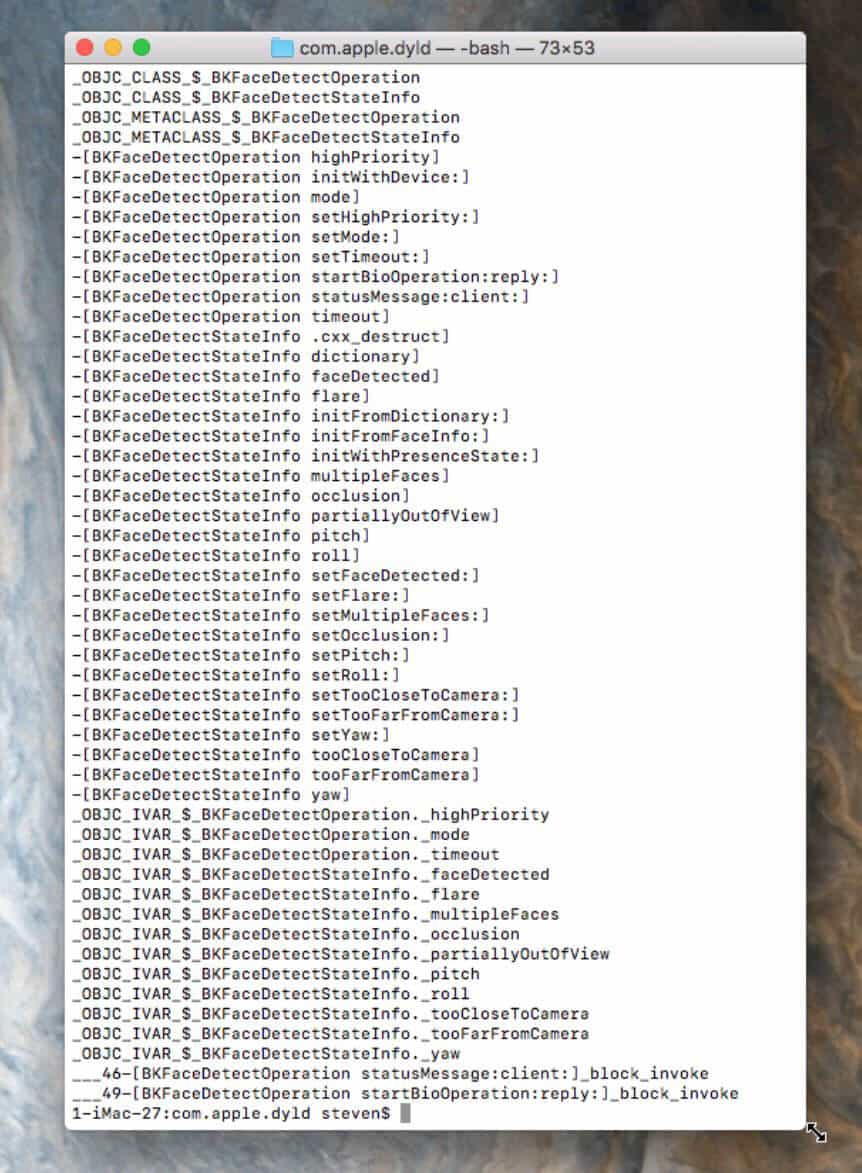 com.apple.dyld — -bash — 73×53
_OBJC_CLASS_$_BKFaceDetectOperation
_OBJC_CLASS_$_BKFaceDetectStateInfo
_OBJC_METACLASS_$_BKFaceDetectOperation
_OBJC_METACLASS_$_BKFaceDetectStateInfo
-[BKFaceDetectOperation highPriority]
-[BKFaceDetectOperation initWithDevice:]
-[BKFaceDetectOperation mode]
-[BKFaceDetectOperation setHighPriority:]
-[BKFaceDetectOperation setMode:]
-[BKFaceDetectOperation setTimeout:]
-[BKFaceDetectOperation startBioOperation:reply:]
-[BKFaceDetectOperation statusMessage:client:]
-[BKFaceDetectOperation timeout]
-[BKFaceDetectStateInfo .cxx_destruct]
-[BKFaceDetectStateInfo dictionary]
-[BKFaceDetectStateInfo faceDetected]
-[BKFaceDetectStateInfo flare]
-[BKFaceDetectStateInfo initFromDictionary:]
-[BKFaceDetectStateInfo initFromFaceInfo:]
-[BKFaceDetectStateInfo initWithPresenceState:]
-[BKFaceDetectStateInfo multipleFaces]
-[BKFaceDetectStateInfo occlusion]
-[BKFaceDetectStateInfo partiallyOutOfView]
-[BKFaceDetectStateInfo pitch]
-[BKFaceDetectStateInfo roll]
-[BKFaceDetectStateInfo setFaceDetected:]
-[BKFaceDetectStateInfo setFlare:]
-[BKFaceDetectStateInfo setMultipleFaces:]
-[BKFaceDetectStateInfo setOcclusion:]
-[BKFaceDetectStateInfo setPitch:]
-[BKFaceDetectStateInfo setRoll:]
-[BKFaceDetectStateInfo setTooCloseToCamera:]
-[BKFaceDetectStateInfo setTooFarFromCamera:]
-[BKFaceDetectStateInfo setYaw:]
-[BKFaceDetectStateInfo tooCloseToCamera]
-[BKFaceDetectStateInfo tooFarFromCamera]
-[BKFaceDetectStateInfo yaw]
_OBJC_IVAR_$_BKFaceDetectOperation._highPriority
_OBJC_IVAR_$_BKFaceDetectOperation._mode
_OBJC_IVAR_$_BKFaceDetectOperation._timeout
_OBJC_IVAR_$_BKFaceDetectStateInfo._faceDetected
_OBJC_IVAR_$_BKFaceDetectStateInfo._flare
_OBJC_IVAR_$_BKFaceDetectStateInfo._multipleFaces
_OBJC_IVAR_$_BKFaceDetectStateInfo._occlusion
_OBJC_IVAR_$_BKFaceDetectStateInfo._partiallyOutOfView
_OBJC_IVAR_$_BKFaceDetectStateInfo._pitch
_OBJC_IVAR_$_BKFaceDetectStateInfo._roll
_OBJC_IVAR_$_BKFaceDetectStateInfo._tooCloseToCamera
_OBJC_IVAR_$_BKFaceDetectStateInfo._tooFarFromCamera
_OBJC_IVAR_$_BKFaceDetectStateInfo._yaw
___46-[BKFaceDetectOperation statusMessage:client:]_block_invoke
___49-[BKFaceDetectOperation startBioOperation:reply:]_block_invoke
1-iMac-27:com.apple.dyld steven$